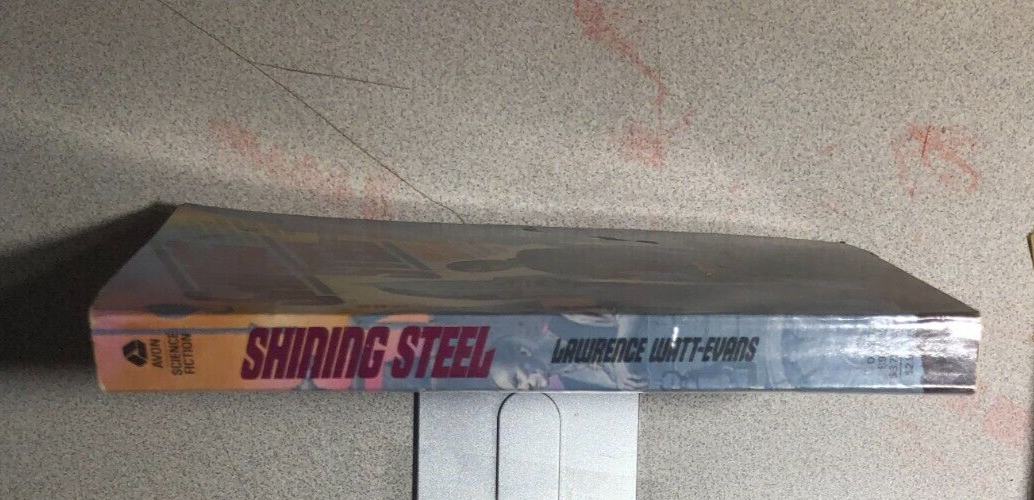 AVON
SCIENCE
FICTION
SHINING STEEL
LAWRENCE WATT-EVANS